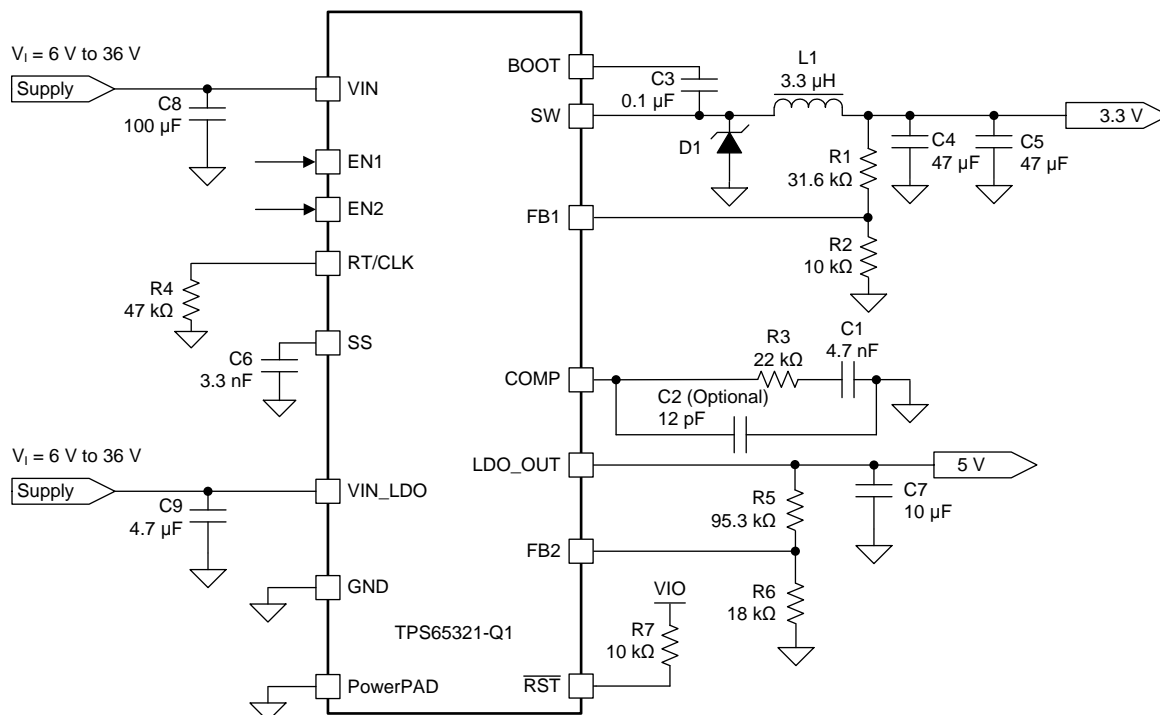 V_I = 6 V to 36 V
Supply
C8
100 µF
VIN
EN1
EN2
RT/CLK
R4
47 kΩ
SS
C6
3.3 nF
V_I = 6 V to 36 V
Supply
C9
4.7 µF
VIN_LDO
GND
PowerPAD
TPS65321-Q1
BOOT
C3
0.1 µF
SW
D1
L1
3.3 µH
3.3 V
C4
47 µF
C5
47 µF
R1
31.6 kΩ
FB1
R2
10 kΩ
COMP
R3
22 kΩ
C1
4.7 nF
C2 (Optional)
12 pF
LDO_OUT
5 V
R5
95.3 kΩ
C7
10 µF
FB2
R6
18 kΩ
VIO
R7
10 kΩ
RST